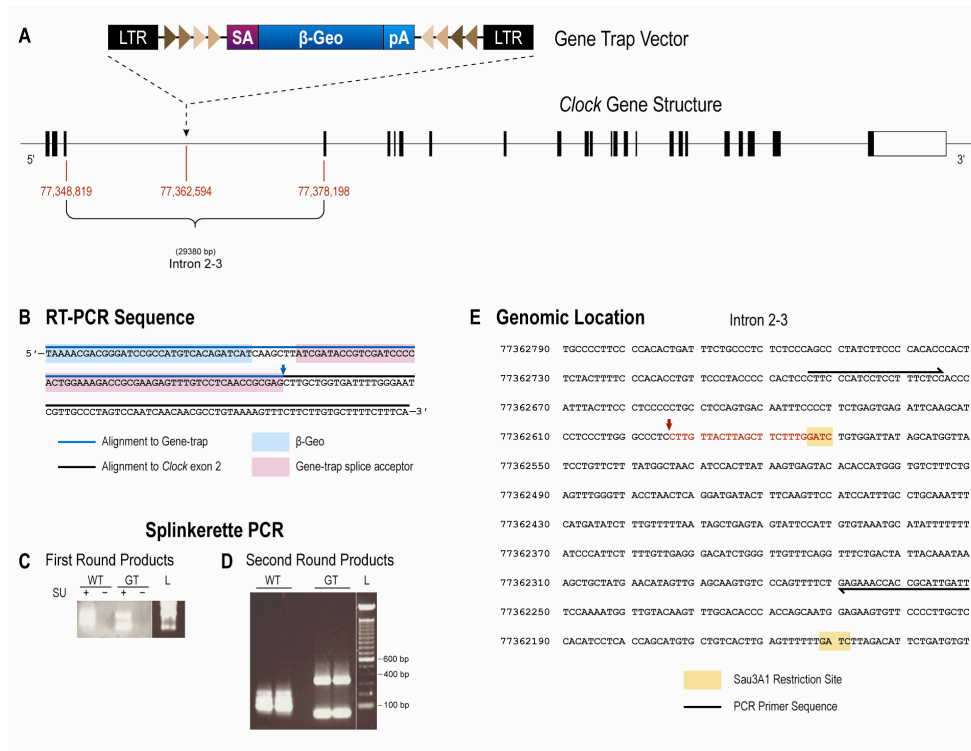 A
LTR SA β-Geo pA LTR Gene Trap Vector
Clock Gene Structure
5' 3'
77,348,819 77,362,594 77,378,198
(29380 bp)
Intron 2-3
B RT-PCR Sequence
5'–TAAAACGACGGGATCCGCCATGTCACAGATCATCAAGCTTATCGATACCGTCGATCCCC
ACTGGAAAGACCGCGAAGAGTTTGTCCTCAACCGCGAGCTTGCTGGTGATTTTGGGAAT
CGTTGCCCTAGTCCAATCAACAACGCCTGTAAAAGTTTCTTCTTGTGCTTTTCTTTCA–3'
Alignment to Gene-trap
β-Geo
Alignment to Clock exon 2
Gene-trap splice acceptor
Splinkerette PCR
C First Round Products
WT GT L
SU + – + –
D Second Round Products
WT GT L
600 bp
400 bp
100 bp
E Genomic Location
Intron 2-3
77362790 TGCCCCTTCC CCACACTGAT TTCTGCCCTC TCTCCCAGCC CTATCTTCCC CACACCCACT
77362730 TCTACTTTTC CACACCTGTT TCCCTACCCC CACTCCCTTC CCATCCTCCT TTCTCCACCC
77362670 ATTTACTTCC CTCCCCCTGC CTCCAGTGAC AATTTCCCCT TCTGAGTGAG ATTCAAGCAT
77362610 CCTCCCTTGG GCCCTCCTTG TTACTTAGCT TCTTTGGATC TGTGGATTAT AGCATGGTTA
77362550 TCCTGTTCTT TATGGCTAAC ATCCACTTAT AAGTGAGTAC ACACCATGGG TGTCTTTCTG
77362490 AGTTTGGGTT ACCTAACTCA GGATGATACT TTCAAGTTCC ATCCATTTGC CTGCAAATTT
77362430 CATGATATCT TTGTTTTTAA TAGCTGAGTA GTATTCCATT GTGTAAATGC ATATTTTTTT
77362370 ATCCCATTCT TTTGTTGAGG GACATCTGGG TTGTTTCAGG TTTCTGACTA TTACAAATAA
77362310 AGCTGCTATG AACATAGTTG AGCAAGTGTC CCCAGTTTCT GAGAAACCAC CGCATTGATT
77362250 TCCAAAATGG TTGTACAAGT TTGCACACCC ACCAGCAATG GAGAAGTGTT CCCCTTGCTC
77362190 CACATCCTCA CCAGCATGTG CTGTCACTTG AGTTTTTTGA TCTTAGACAT TCTGATGTGT
Sau3A1 Restriction Site
PCR Primer Sequence